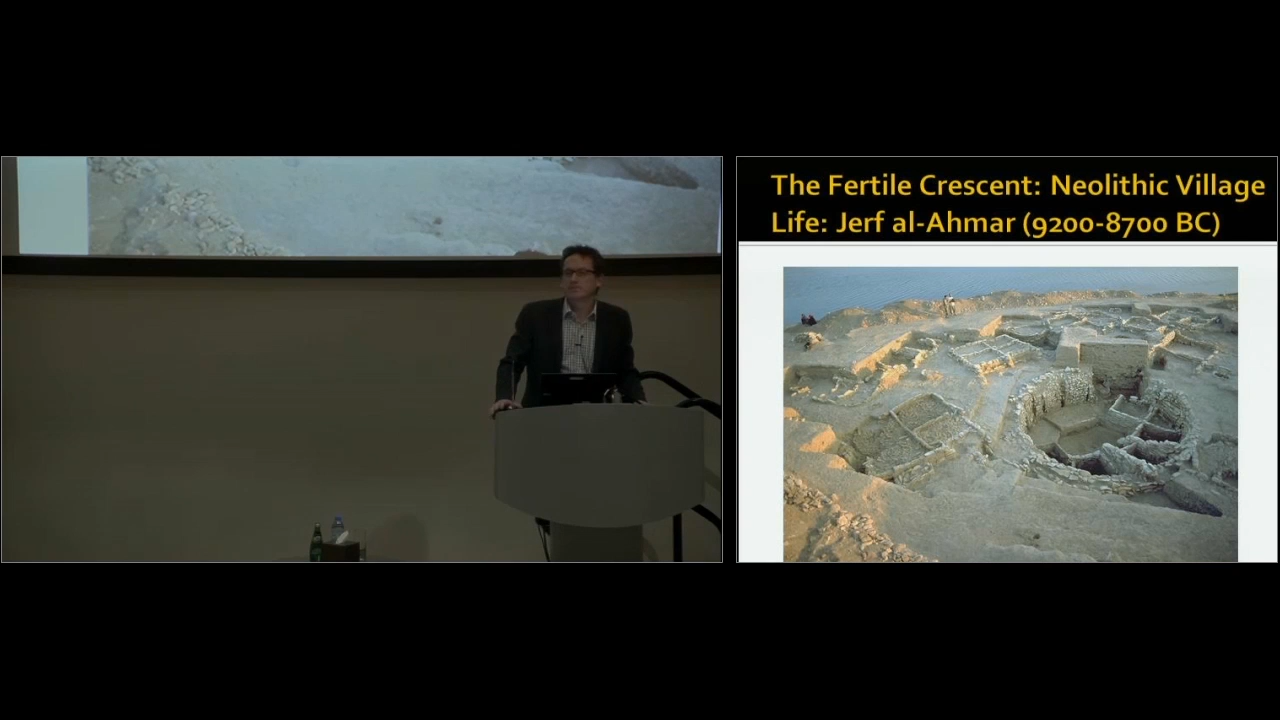 The Fertile Crescent: Neolithic Village
Life: Jerf al-Ahmar (9200-8700 BC)